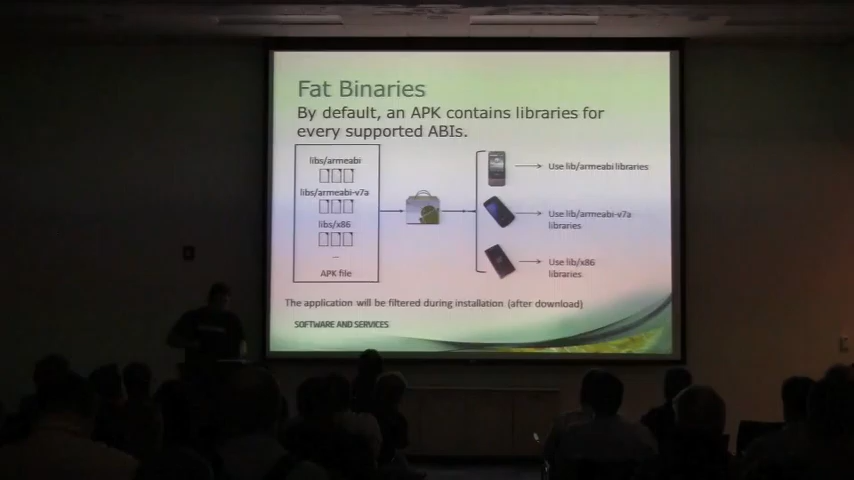 Fat Binaries
By default, an APK contains libraries for
every supported ABIs.
libs/armeabi
libs/armeabi-v7a
libs/x86
...
APK file
Use lib/armeabi libraries
Use lib/armeabi-v7a
libraries
Use lib/x86
libraries
The application will be filtered during installation (after download)
SOFTWARE AND SERVICES